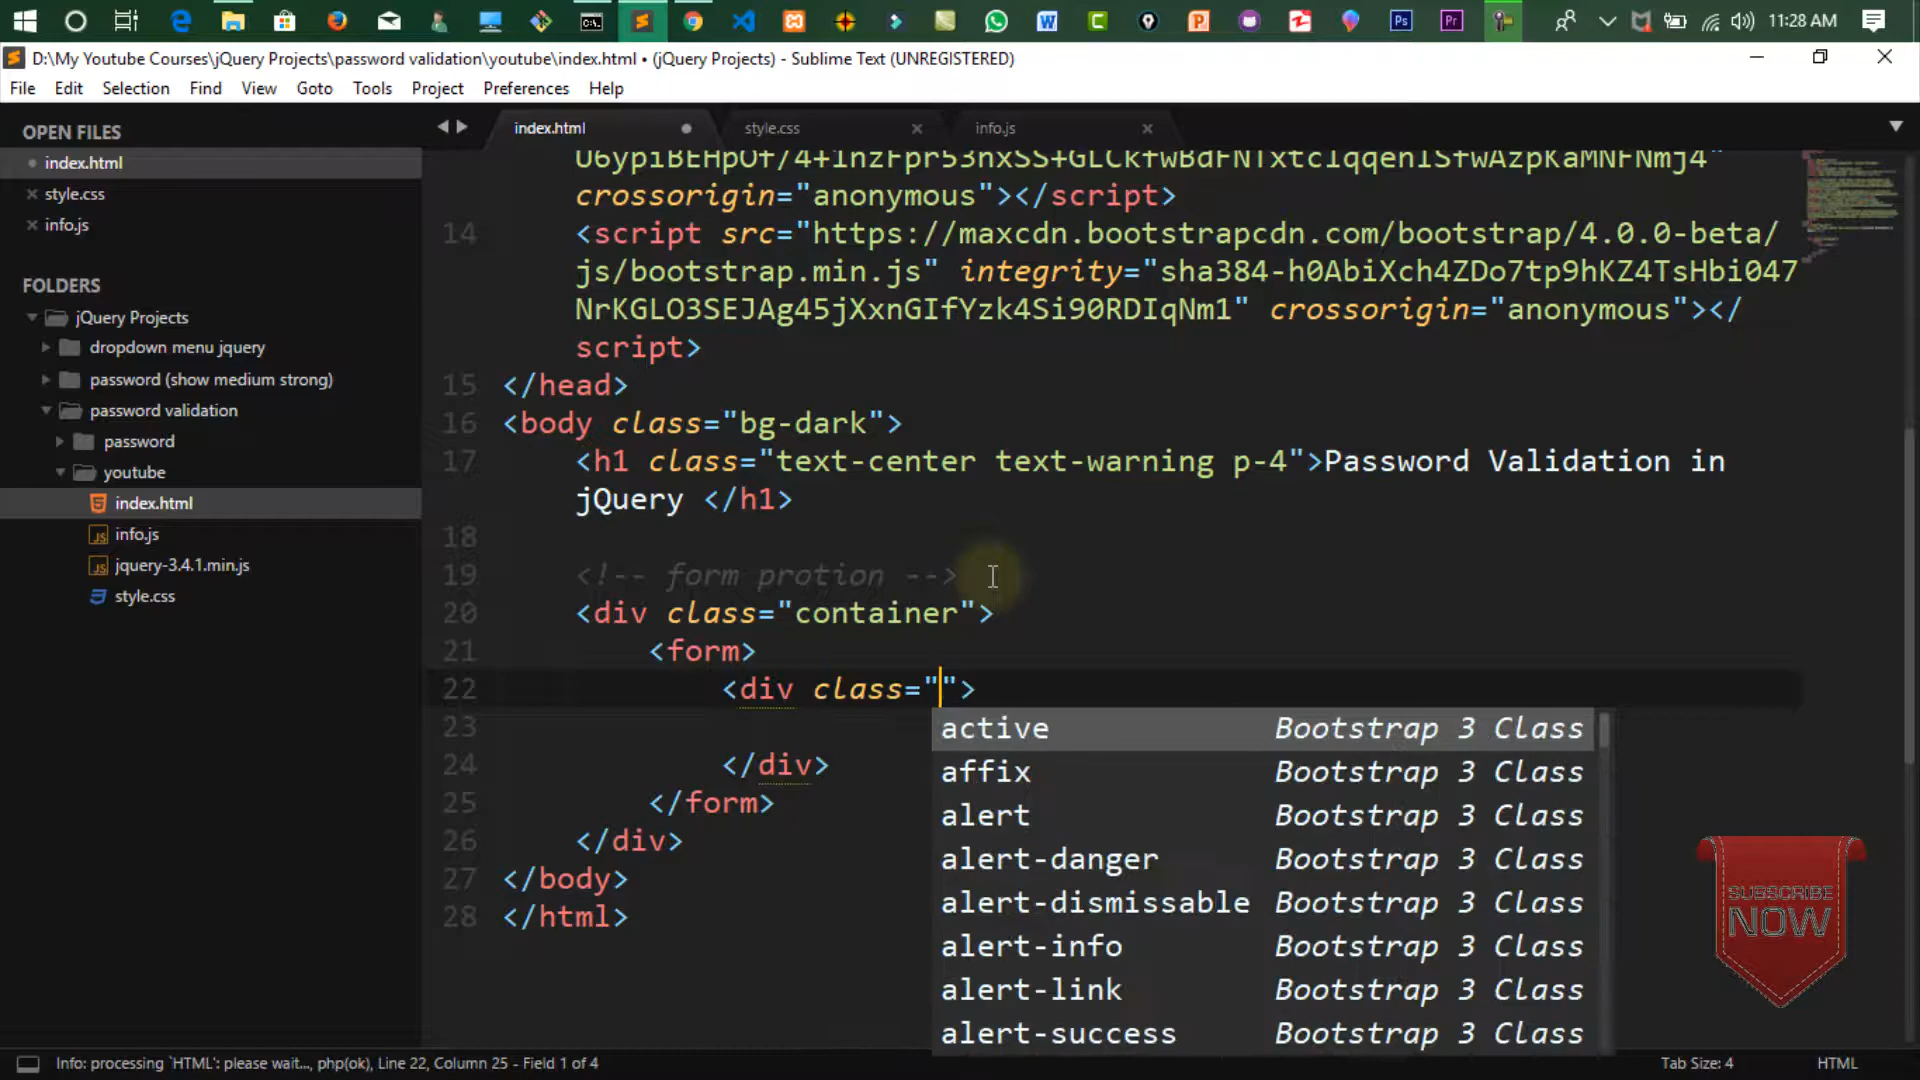 11:28 AM
D:\My Youtube Courses\jQuery Projects\password validation\youtube\index.html • (jQuery Projects) - Sublime Text (UNREGISTERED)
File Edit Selection Find View Goto Tools Project Preferences Help
OPEN FILES
index.html
style.css
info.js
FOLDERS
jQuery Projects
dropdown menu jquery
password (show medium strong)
password validation
password
youtube
index.html
info.js
jquery-3.4.1.min.js
style.css
index.html style.css info.js
crossorigin="anonymous"></script>
14 <script src="https://maxcdn.bootstrapcdn.com/bootstrap/4.0.0-beta/
js/bootstrap.min.js" integrity="sha384-h0AbiXch4ZDo7tp9hKZ4TsHbi047
NrKGLO3SEJAg45jXxnGIfYzk4Si90RDIqNm1" crossorigin="anonymous"></
script>
15 </head>
16 <body class="bg-dark">
17 <h1 class="text-center text-warning p-4">Password Validation in
jQuery </h1>
18
19 <!-- form protion -->
20 <div class="container">
21 <form>
22 <div class="">
23
24 </div>
25 </form>
26 </div>
27 </body>
28 </html>
active Bootstrap 3 Class
affix Bootstrap 3 Class
alert Bootstrap 3 Class
alert-danger Bootstrap 3 Class
alert-dismissable Bootstrap 3 Class
alert-info Bootstrap 3 Class
alert-link Bootstrap 3 Class
alert-success Bootstrap 3 Class
SUBSCRIBE
NOW
Info: processing `HTML': please wait..., php(ok), Line 22, Column 25 - Field 1 of 4
Tab Size: 4 HTML